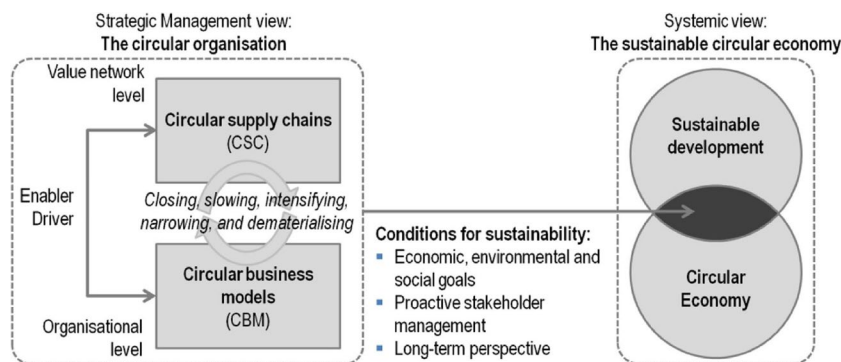 Strategic Management view:
The circular organisation
Value network
level
Circular supply chains
(CSC)
Enabler
Driver
Closing, slowing, intensifying,
narrowing, and dematerialising
Circular business
models
(CBM)
Organisational
level
Conditions for sustainability:
Economic, environmental and
social goals
Proactive stakeholder
management
Long-term perspective
Systemic view:
The sustainable circular economy
Sustainable
development
Circular
Economy